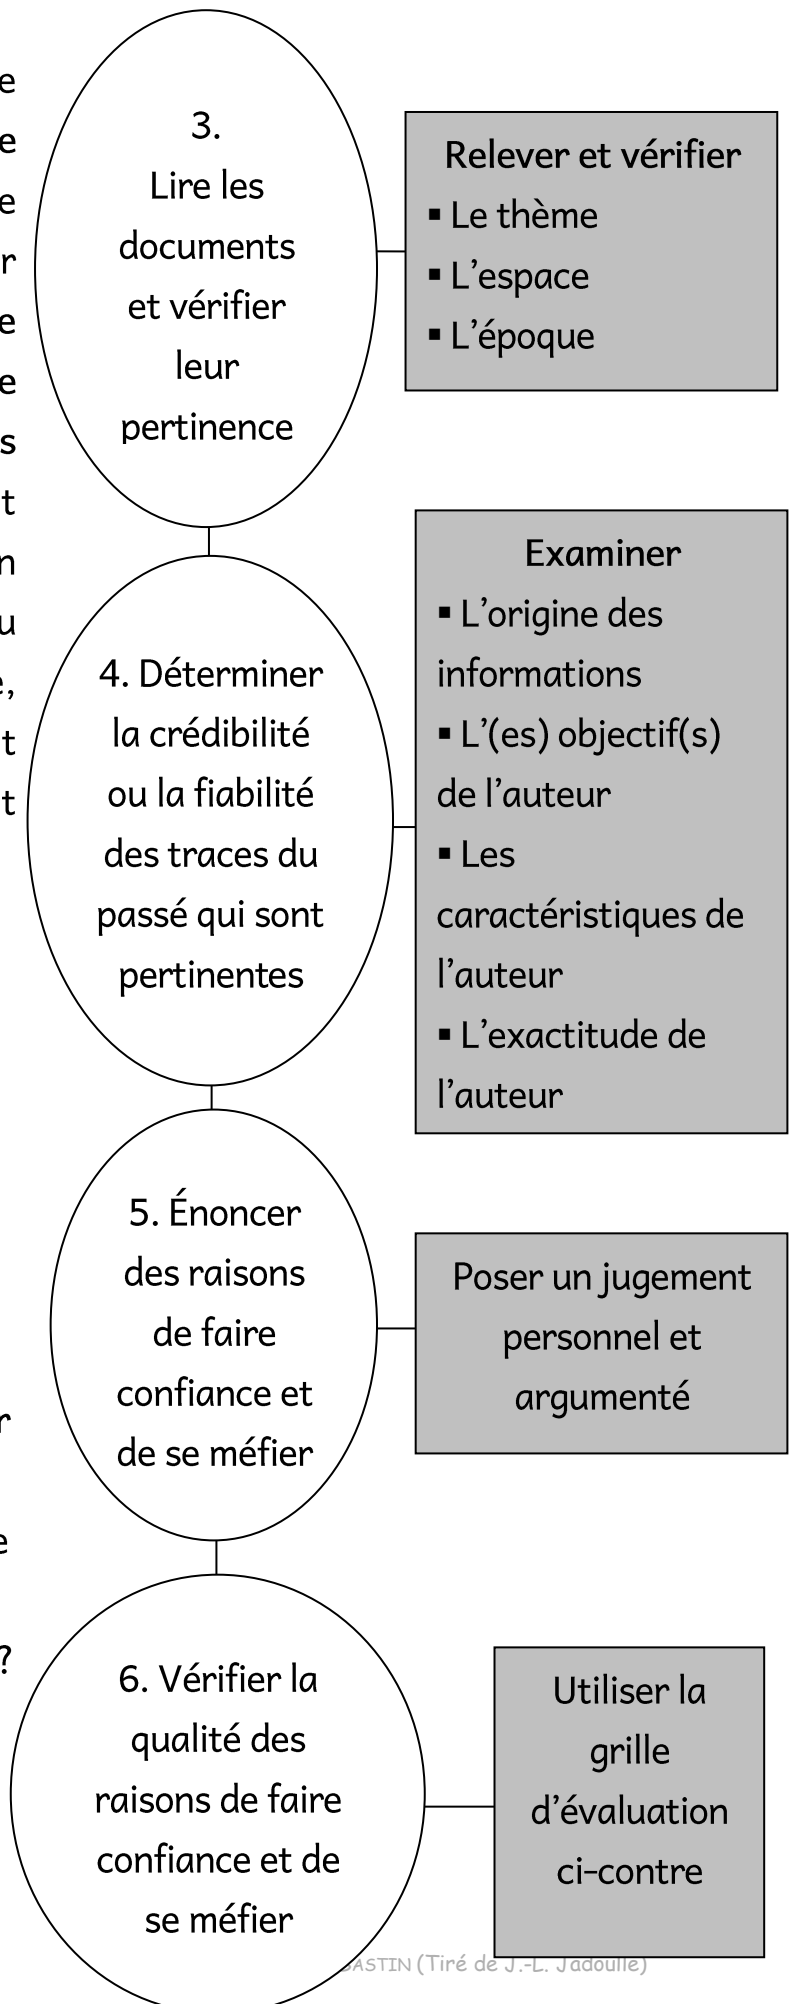 3.
Lire les
documents
et vérifier
leur
pertinence
Relever et vérifier
▪ Le thème
▪ L’espace
▪ L’époque
4. Déterminer
la crédibilité
ou la fiabilité
des traces du
passé qui sont
pertinentes
Examiner
▪ L’origine des
informations
▪ L’(es) objectif(s)
de l’auteur
▪ Les
caractéristiques de
l’auteur
▪ L’exactitude de
l’auteur
5. Énoncer
des raisons
de faire
confiance et
de se méfier
Poser un jugement
personnel et
argumenté
6. Vérifier la
qualité des
raisons de faire
confiance et de
se méfier
Utiliser la
grille
d’évaluation
ci-contre
(Tiré de J.-L. Jadoulle)